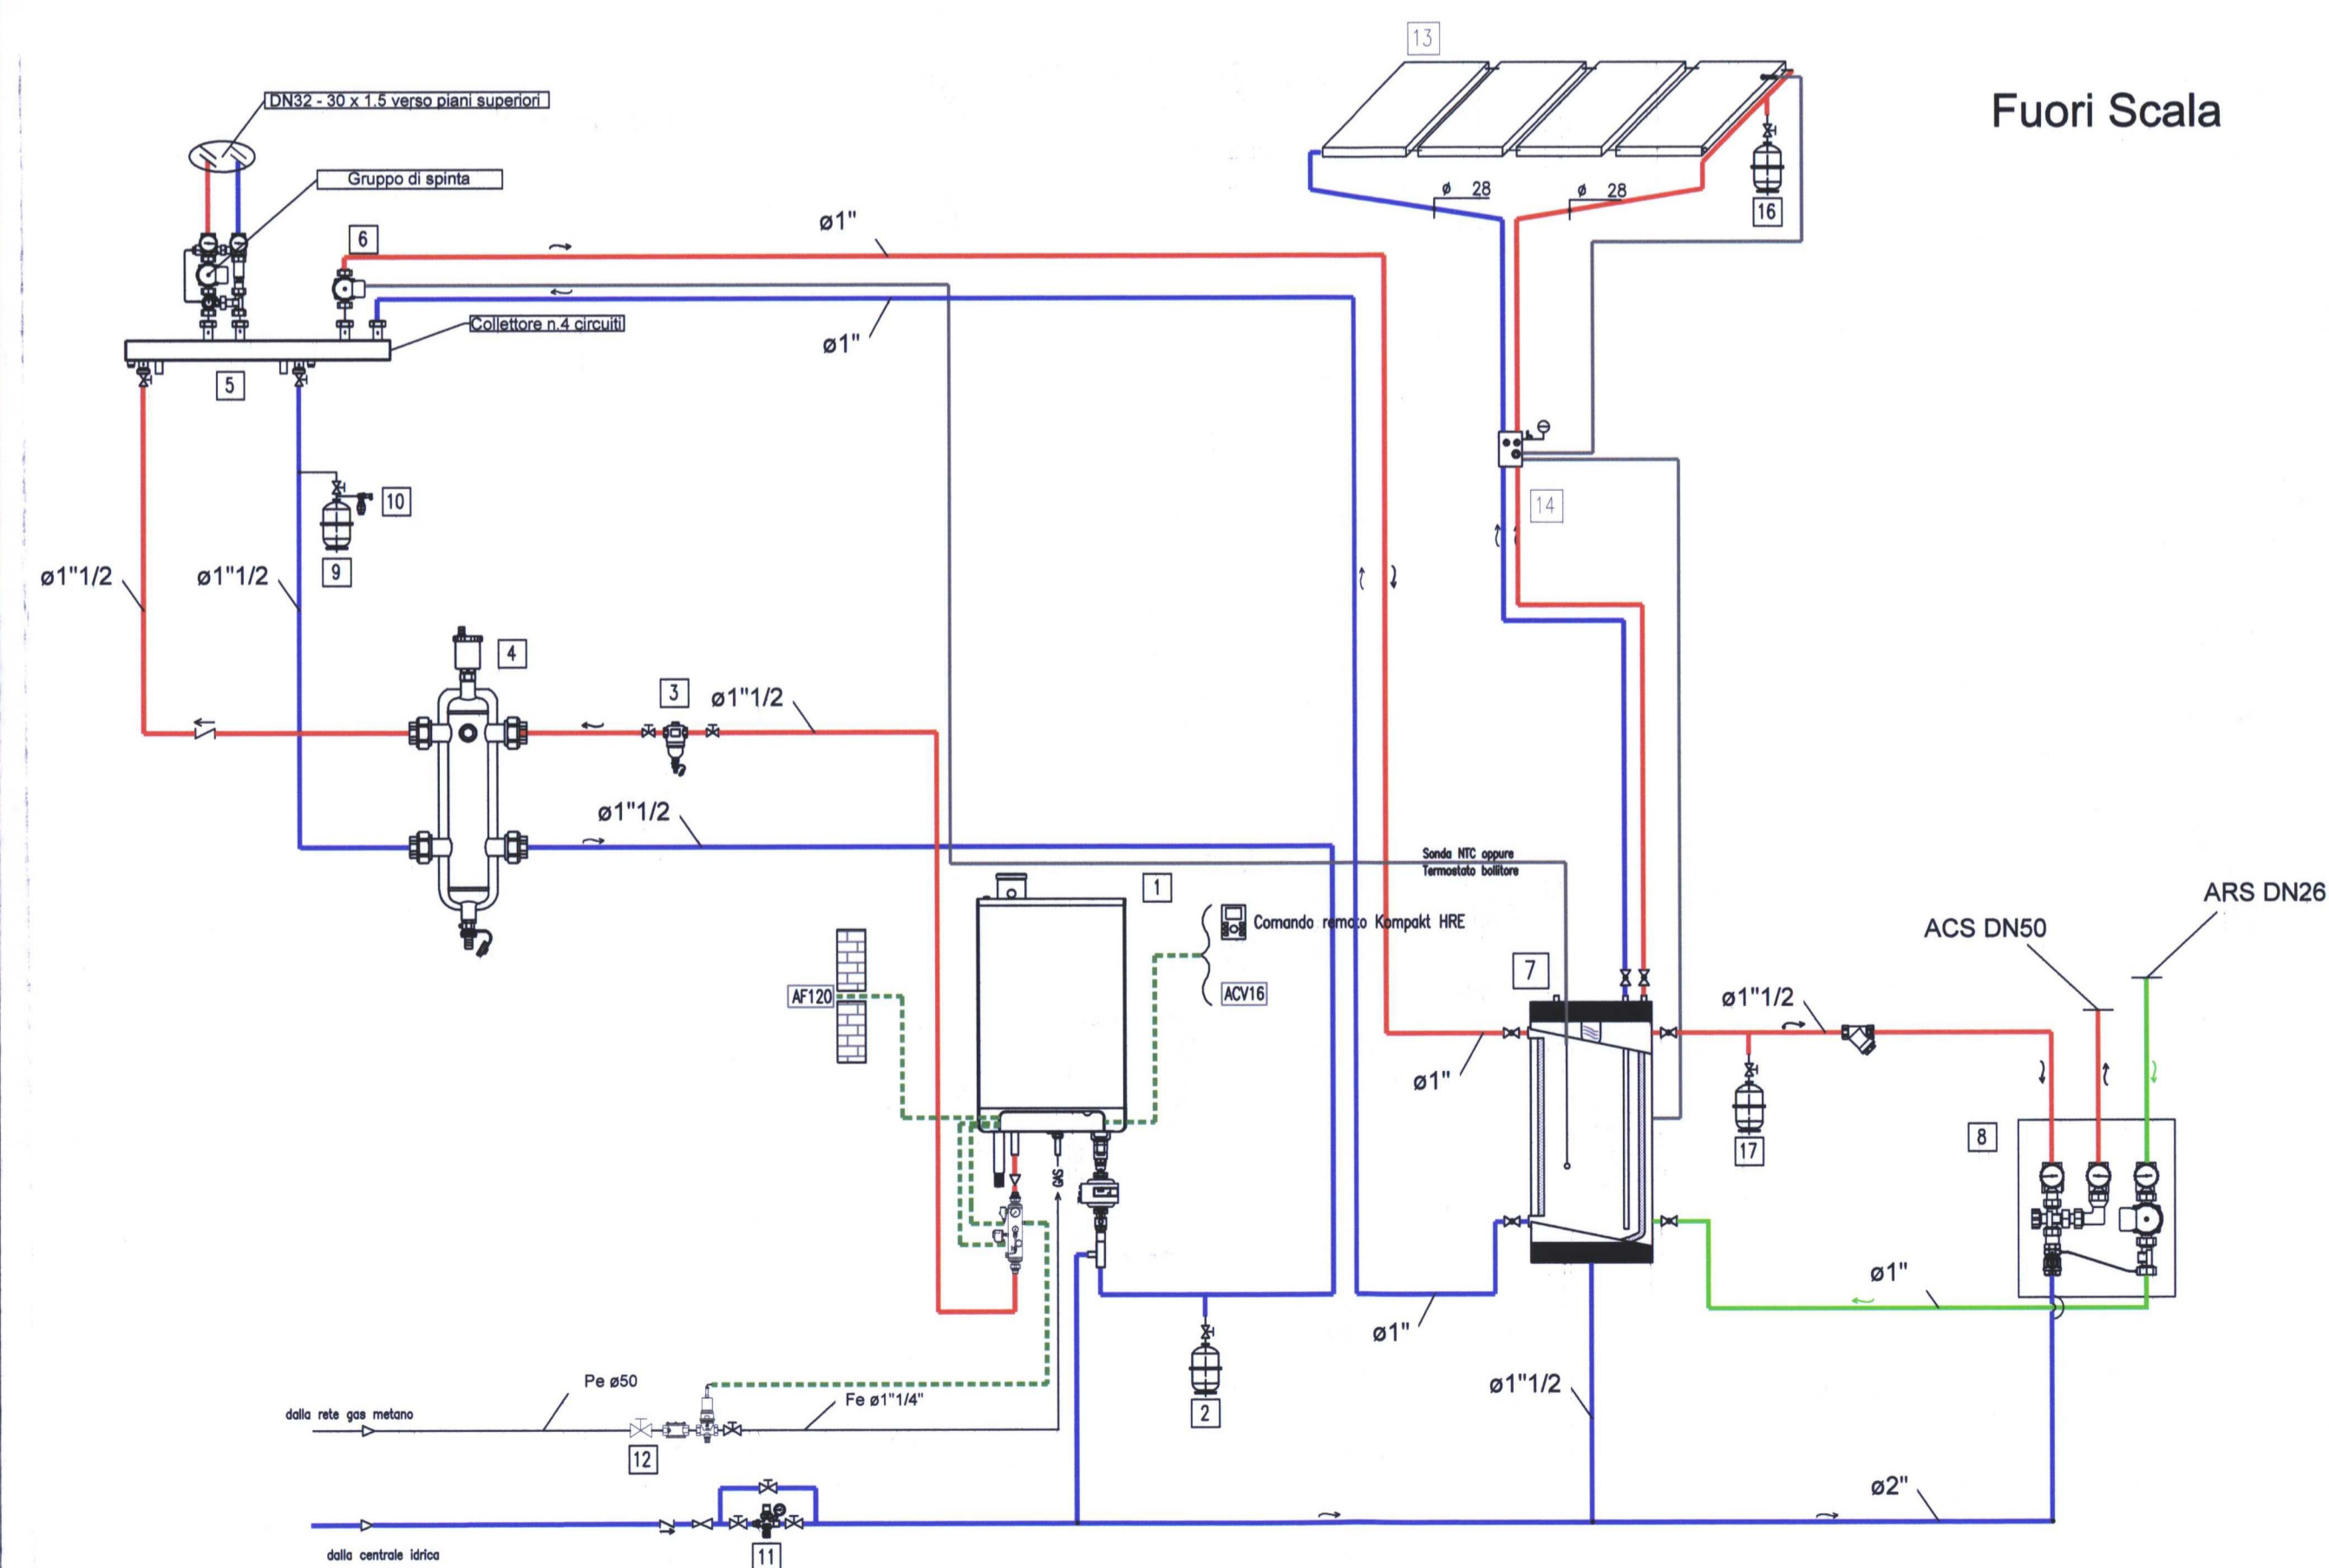 13
DN32 - 30 x 1.5 verso piani superiori
Fuori Scala
Gruppo di spinta
ø 28
ø 28
16
6
ø1"
Collettore n.4 circuiti
ø1"
5
10
14
9
ø1"1/2
ø1"1/2
4
3
ø1"1/2
ø1"1/2
Sonda NTC oppure
Termostato bollitore
1
ARS DN26
Comando remoto Kompakt HRE
ACS DN50
7
AF120
ACV16
ø1"1/2
ø1"
17
8
GAS
ø1"
ø1"
Pe ø50
Fe ø1"1/4"
ø1"1/2
dalla rete gas metano
2
12
ø2"
dalla centrale idrica
11